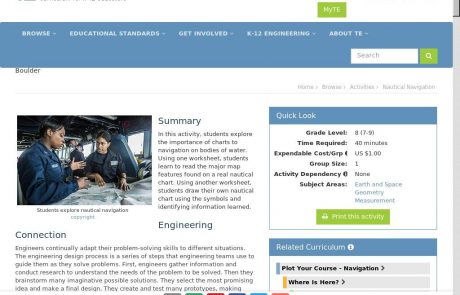 MyTE
BROWSE EDUCATIONAL STANDARDS GET INVOLVED K-12 ENGINEERING ABOUT TE
Search
Boulder
Home › Browse › Activities › Nautical Navigation
Summary
In this activity, students explore
the importance of charts to
navigation on bodies of water.
Using one worksheet, students
learn to read the major map
features found on a real nautical
chart. Using another worksheet,
students draw their own nautical
chart using the symbols and
identifying information learned.
Students explore nautical navigation
copyright
Engineering
Connection
Engineers continually adapt their problem-solving skills to different situations.
The engineering design process is a series of steps that engineering teams use to
guide them as they solve problems. First, engineers gather information and
conduct research to understand the needs of the problem to be solved. Then they
brainstorm many imaginative possible solutions. They select the most promising
idea and make a final design. They create and test many prototypes, making
Quick Look
Grade Level: 8 (7-9)
Time Required: 40 minutes
Expendable Cost/Grp US $1.00
Group Size: 1
Activity Dependency None
Subject Areas: Earth and Space
Geometry
Measurement
Print this activity
Related Curriculum
Plot Your Course - Navigation >
Where Is Here? >